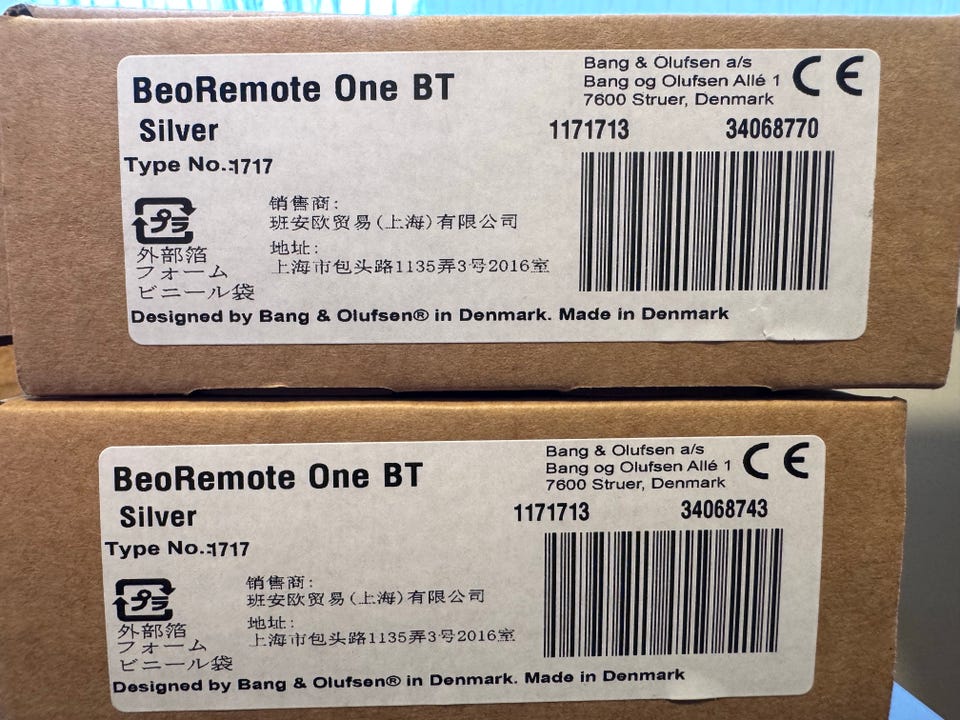 BeoRemote One BT
Silver
Type No.:1717
Bang & Olufsen a/s
Bang og Olufsen Allé 1
7600 Struer, Denmark
CE
1171713 34068770
プラ
外部箔
フォーム
ビニール袋
销售商:
班安欧贸易(上海)有限公司
地址:
上海市包头路1135弄3号2016室
Designed by Bang & Olufsen® in Denmark. Made in Denmark
BeoRemote One BT
Silver
Type No.:1717
Bang & Olufsen a/s
Bang og Olufsen Allé 1
7600 Struer, Denmark
CE
1171713 34068743
プラ
外部箔
フォーム
ビニール袋
销售商:
班安欧贸易(上海)有限公司
地址:
上海市包头路1135弄3号2016室
Designed by Bang & Olufsen® in Denmark. Made in Denmark